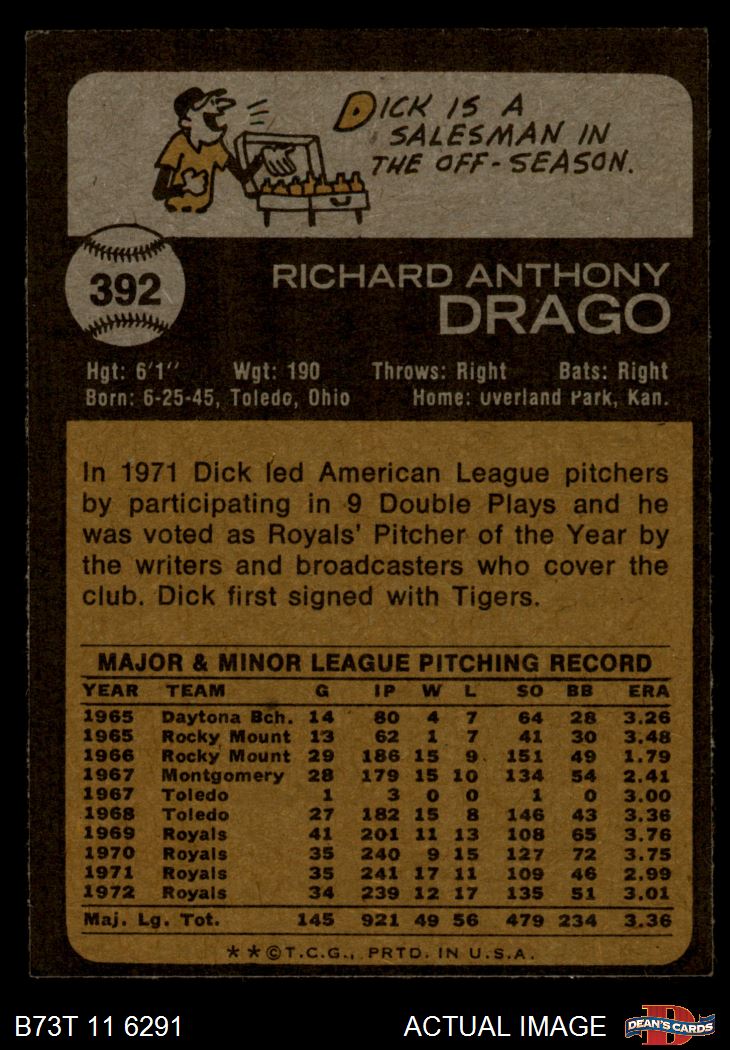 DICK IS A
SALESMAN IN
THE OFF-SEASON.
392
RICHARD ANTHONY
DRAGO
Hgt: 6'1" Wgt: 190 Throws: Right Bats: Right
Born: 6-25-45, Toledo, Ohio Home: Overland Park, Kan.
In 1971 Dick led American League pitchers
by participating in 9 Double Plays and he
was voted as Royals' Pitcher of the Year by
the writers and broadcasters who cover the
club. Dick first signed with Tigers.
MAJOR & MINOR LEAGUE PITCHING RECORD
YEAR TEAM G IP W L SO BB ERA
1965 Daytona Bch. 14 80 4 7 64 28 3.26
1965 Rocky Mount 13 62 1 7 41 30 3.48
1966 Rocky Mount 29 186 15 9 151 49 1.79
1967 Montgomery 28 179 15 10 134 54 2.41
1967 Toledo 1 3 0 0 1 0 3.00
1968 Toledo 27 182 15 8 146 43 3.36
1969 Royals 41 201 11 13 108 65 3.76
1970 Royals 35 240 9 15 127 72 3.75
1971 Royals 35 241 17 11 109 46 2.99
1972 Royals 34 239 12 17 135 51 3.01
Maj. Lg. Tot. 145 921 49 56 479 234 3.36
**©T.C.G., PRTD. IN U.S.A.
B73T 11 6291 ACTUAL IMAGE D DEAN'S CARDS